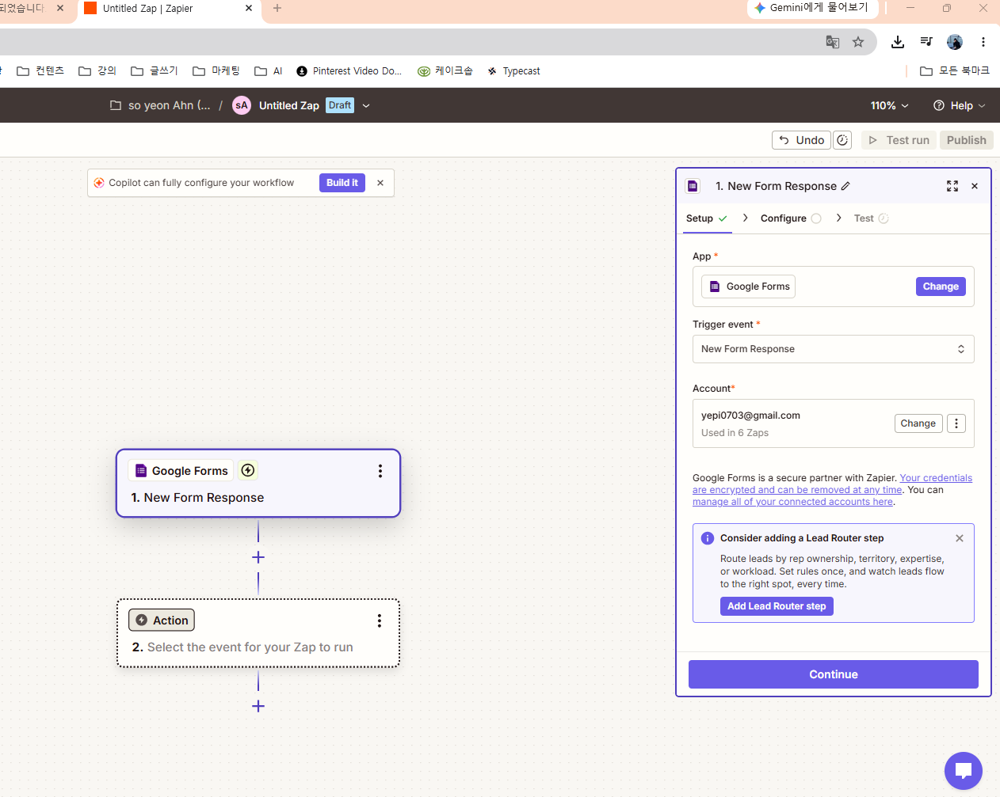 되었습니다
Untitled Zap | Zapier
Gemini에게 물어보기
컨텐츠
강의
글쓰기
마케팅
AI
Pinterest Video Do...
케이크솔
Typecast
모든 북마크
so yeon Ahn (... / sA Untitled Zap Draft
110%
Help
Undo
Test run
Publish
Copilot can fully configure your workflow
Build it
Google Forms
1. New Form Response
Action
2. Select the event for your Zap to run
1. New Form Response
Setup
Configure
Test
App *
Google Forms
Change
Trigger event *
New Form Response
Account*
yepi0703@gmail.com
Used in 6 Zaps
Change
Google Forms is a secure partner with Zapier. Your credentials
are encrypted and can be removed at any time. You can
manage all of your connected accounts here.
Consider adding a Lead Router step
Route leads by rep ownership, territory, expertise,
or workload. Set rules once, and watch leads flow
to the right spot, every time.
Add Lead Router step
Continue